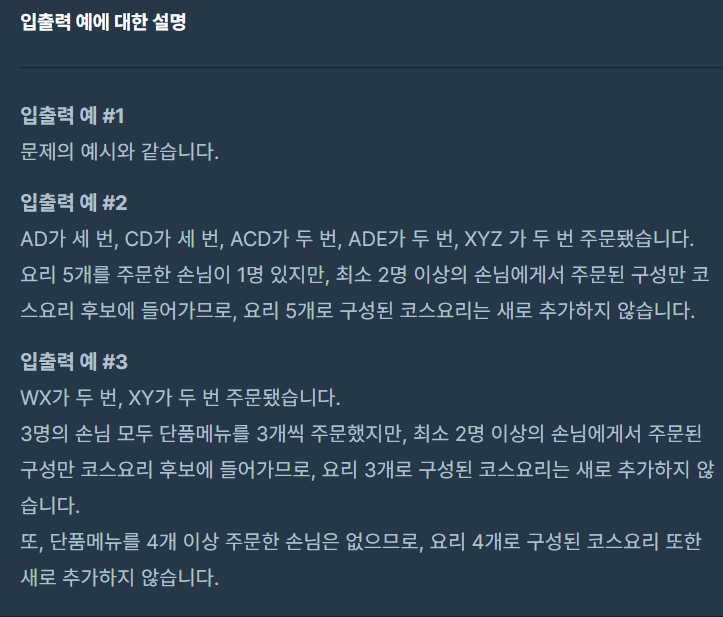 입출력 예에 대한 설명
입출력 예 #1
문제의 예시와 같습니다.
입출력 예 #2
AD가 세 번, CD가 세 번, ACD가 두 번, ADE가 두 번, XYZ 가 두 번 주문됐습니다.
요리 5개를 주문한 손님이 1명 있지만, 최소 2명 이상의 손님에게서 주문된 구성만 코
스요리 후보에 들어가므로, 요리 5개로 구성된 코스요리는 새로 추가하지 않습니다.
입출력 예 #3
WX가 두 번, XY가 두 번 주문됐습니다.
3명의 손님 모두 단품메뉴를 3개씩 주문했지만, 최소 2명 이상의 손님에게서 주문된
구성만 코스요리 후보에 들어가므로, 요리 3개로 구성된 코스요리는 새로 추가하지 않
습니다.
또, 단품메뉴를 4개 이상 주문한 손님은 없으므로, 요리 4개로 구성된 코스요리 또한
새로 추가하지 않습니다.